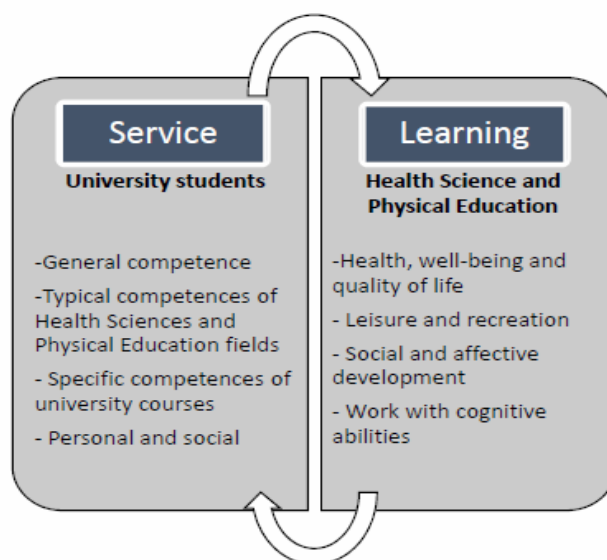 Service
University students
-General competence
-Typical competences of
Health Sciences and
Physical Education fields
- Specific competences of
university courses
- Personal and social
Learning
Health Science and
Physical Education
-Health, well-being and
quality of life
- Leisure and recreation
- Social and affective
development
- Work with cognitive
abilities